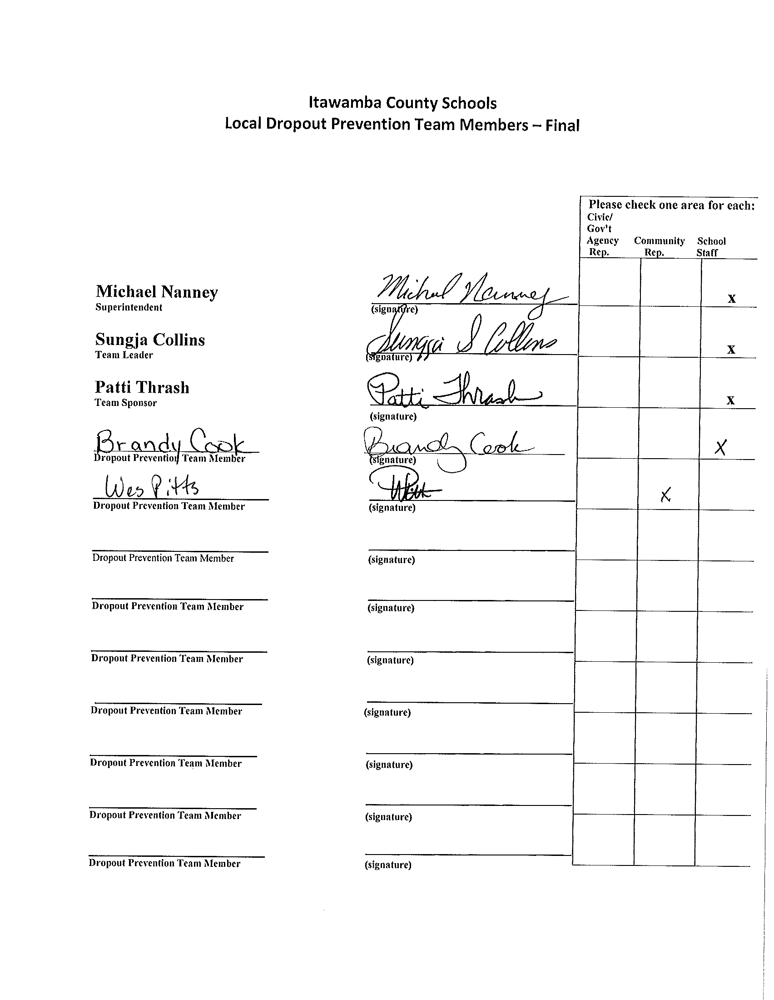 Itawamba County Schools
Local Dropout Prevention Team Members – Final
Please check one area for each:
Civic/
Gov't
Agency Community School
Rep. Rep. Staff
Michael Nanney Michael Nanney x
Superintendent (signature)
Sungja Collins Sungja S Collins x
Team Leader (signature)
Patti Thrash Patti Thrash x
Team Sponsor (signature)
Brandy Cook Brandy Cook X
Dropout Prevention Team Member (signature)
Wes Pitts X
Dropout Prevention Team Member (signature)
Dropout Prevention Team Member (signature)
Dropout Prevention Team Member (signature)
Dropout Prevention Team Member (signature)
Dropout Prevention Team Member (signature)
Dropout Prevention Team Member (signature)
Dropout Prevention Team Member (signature)
Dropout Prevention Team Member (signature)